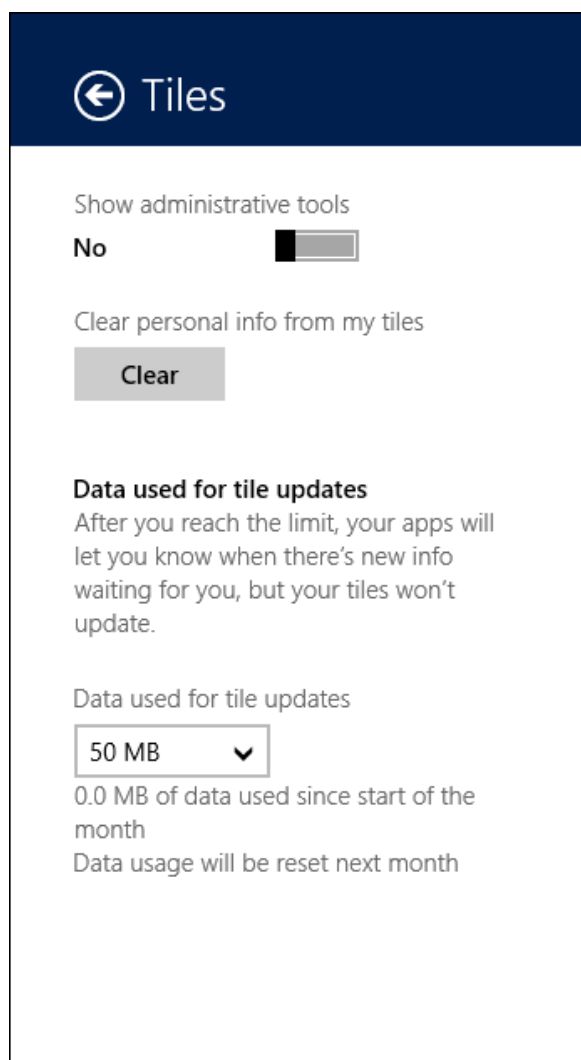 Tiles
Show administrative tools
No
Clear personal info from my tiles
Clear
Data used for tile updates
After you reach the limit, your apps will
let you know when there's new info
waiting for you, but your tiles won't
update.
Data used for tile updates
50 MB
0.0 MB of data used since start of the
month
Data usage will be reset next month